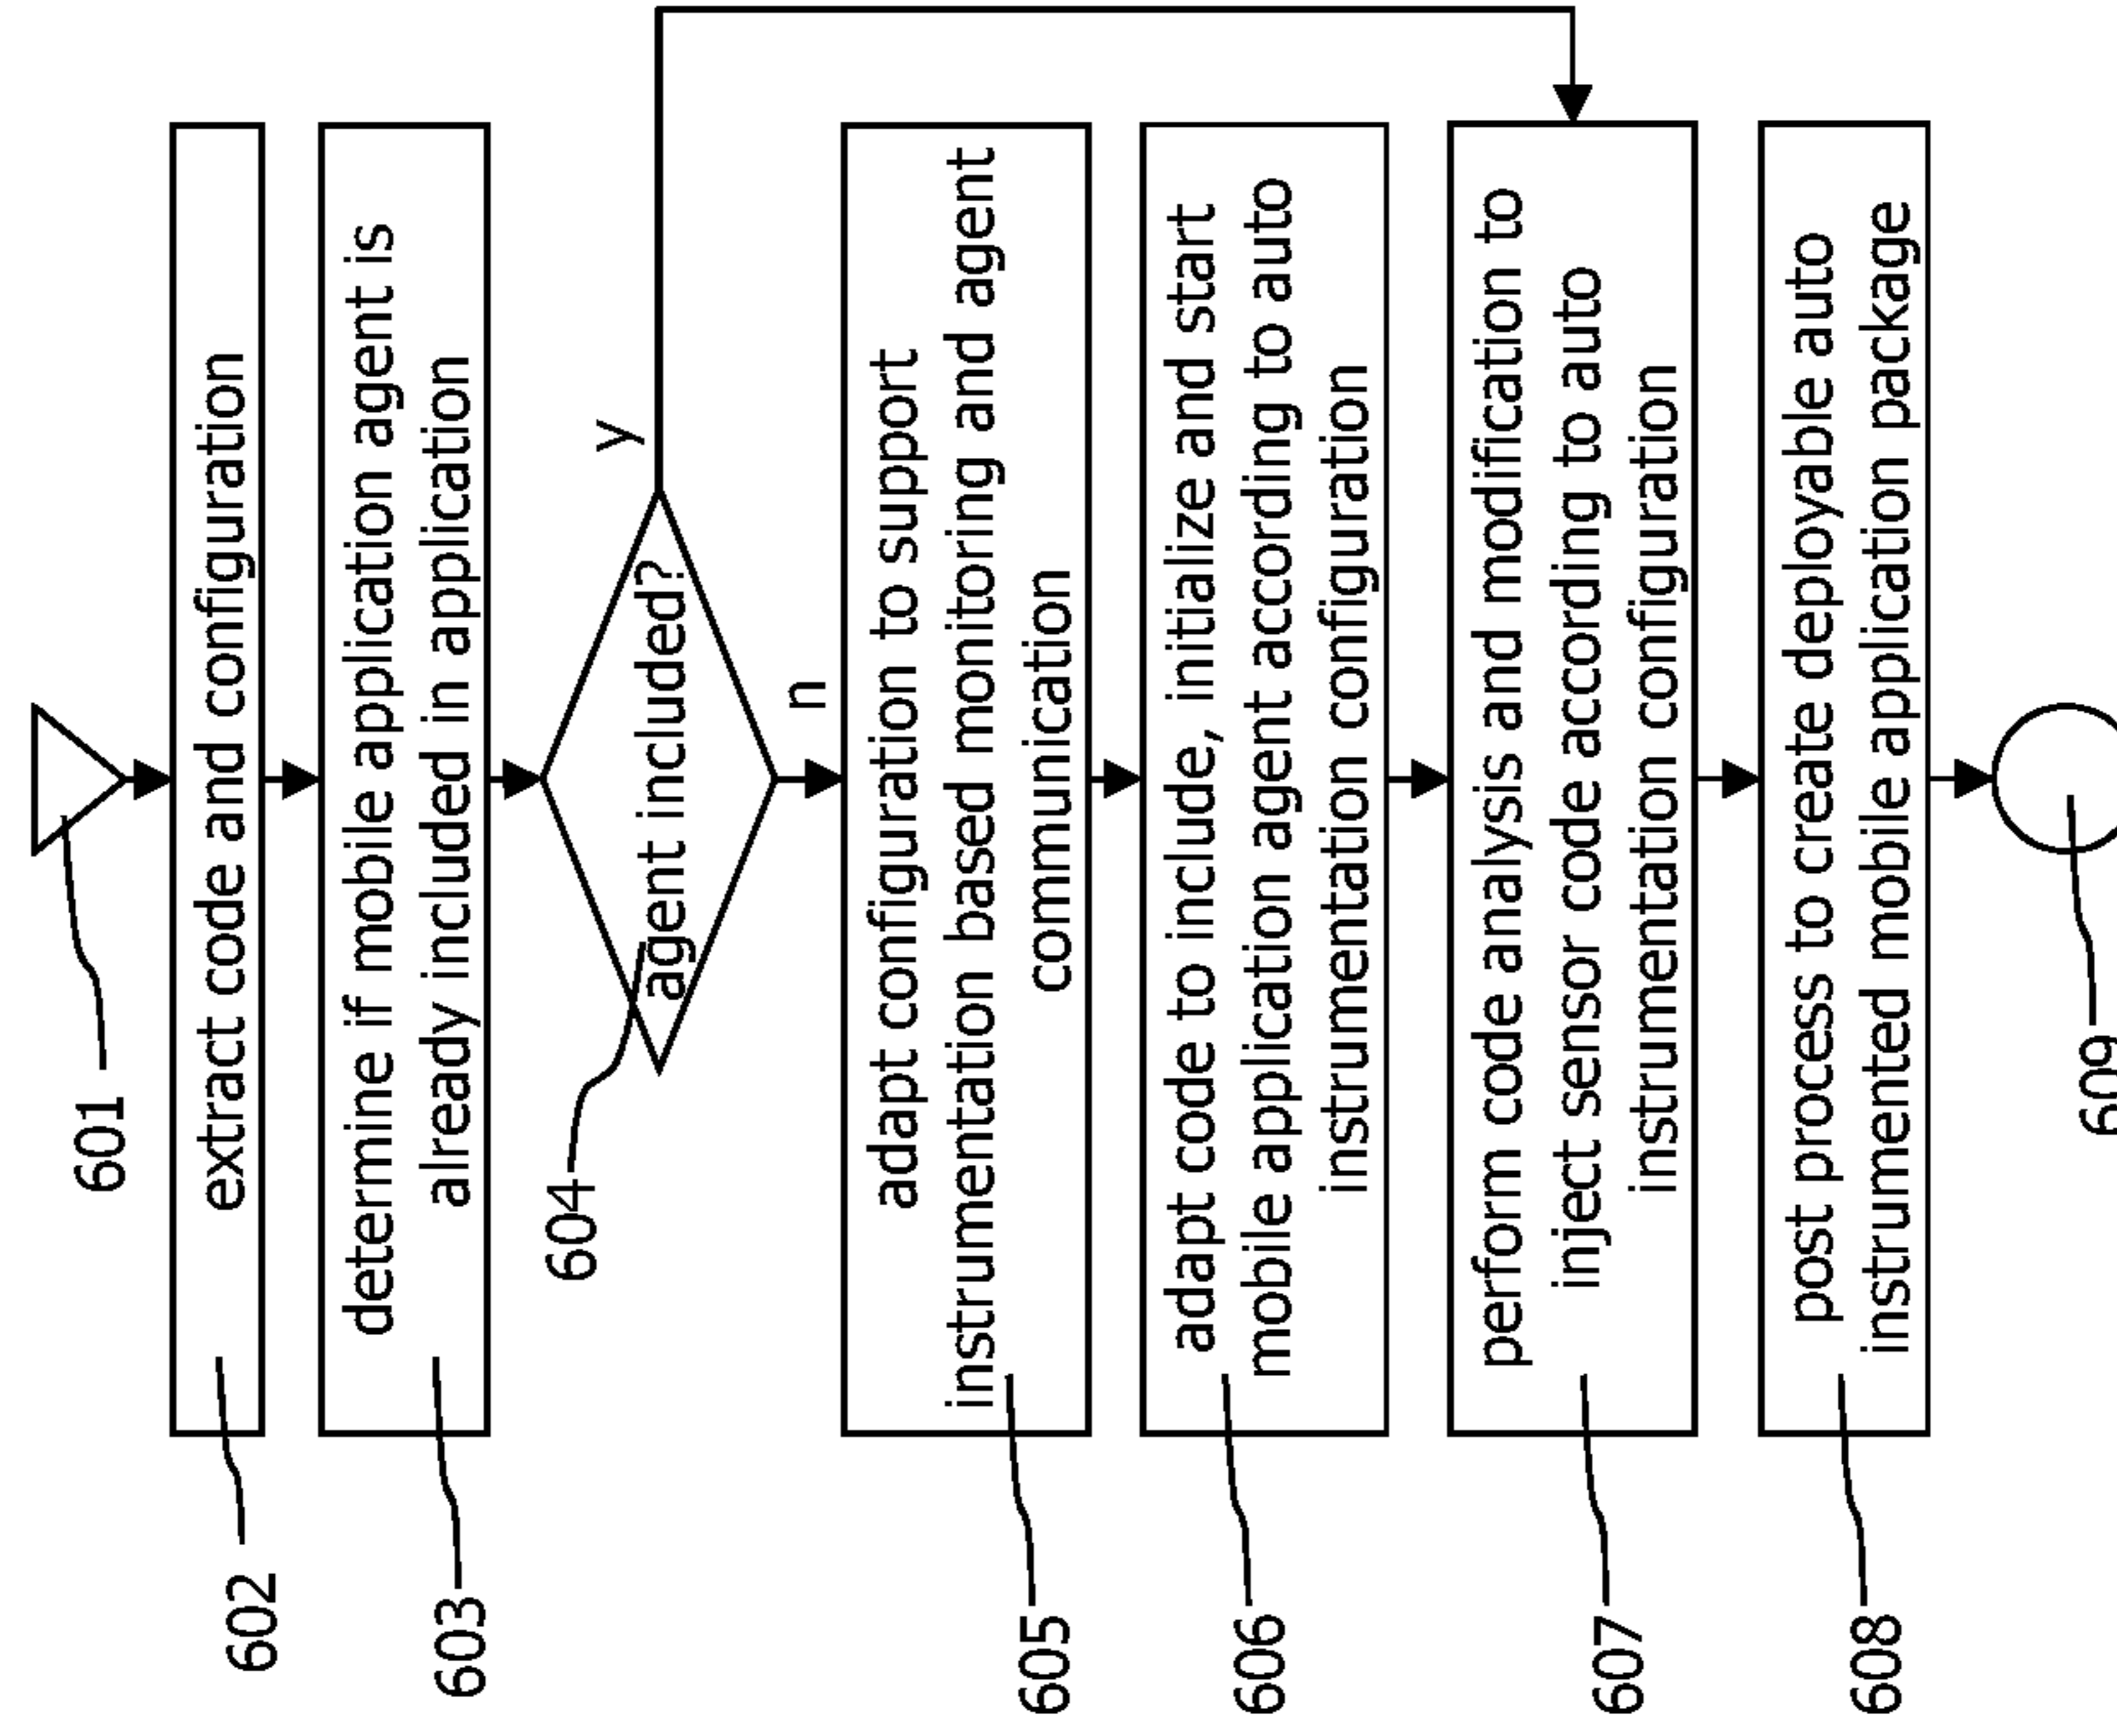 601
602
extract code and configuration
603
determine if mobile application agent is
already included in application
604
agent included?
y
n
605
adapt configuration to support
instrumentation based monitoring and agent
communication
606
adapt code to include, initialize and start
mobile application agent according to auto
instrumentation configuration
607
perform code analysis and modification to
inject sensor code according to auto
instrumentation configuration
608
post process to create deployable auto
instrumented mobile application package
609